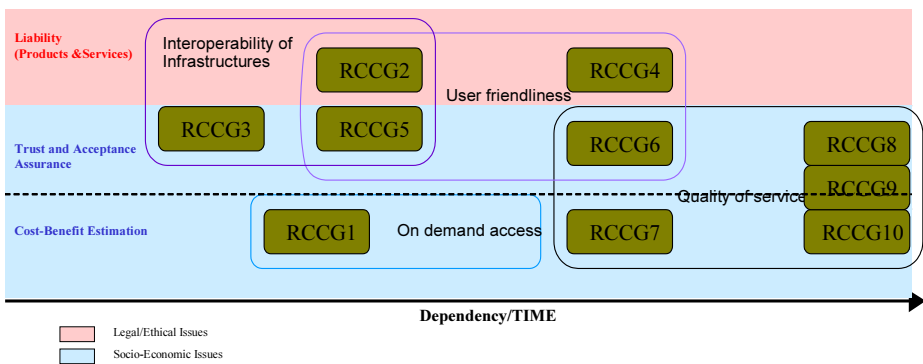 Liability
(Products &Services)
Interoperability of
Infrastructures
RCCG2
RCCG4
User friendliness
RCCG3
RCCG5
RCCG6
RCCG8
Trust and Acceptance
Assurance
RCCG9
Quality of service
Cost-Benefit Estimation
RCCG1
On demand access
RCCG7
RCCG10
Dependency/TIME
Legal/Ethical Issues
Socio-Economic Issues